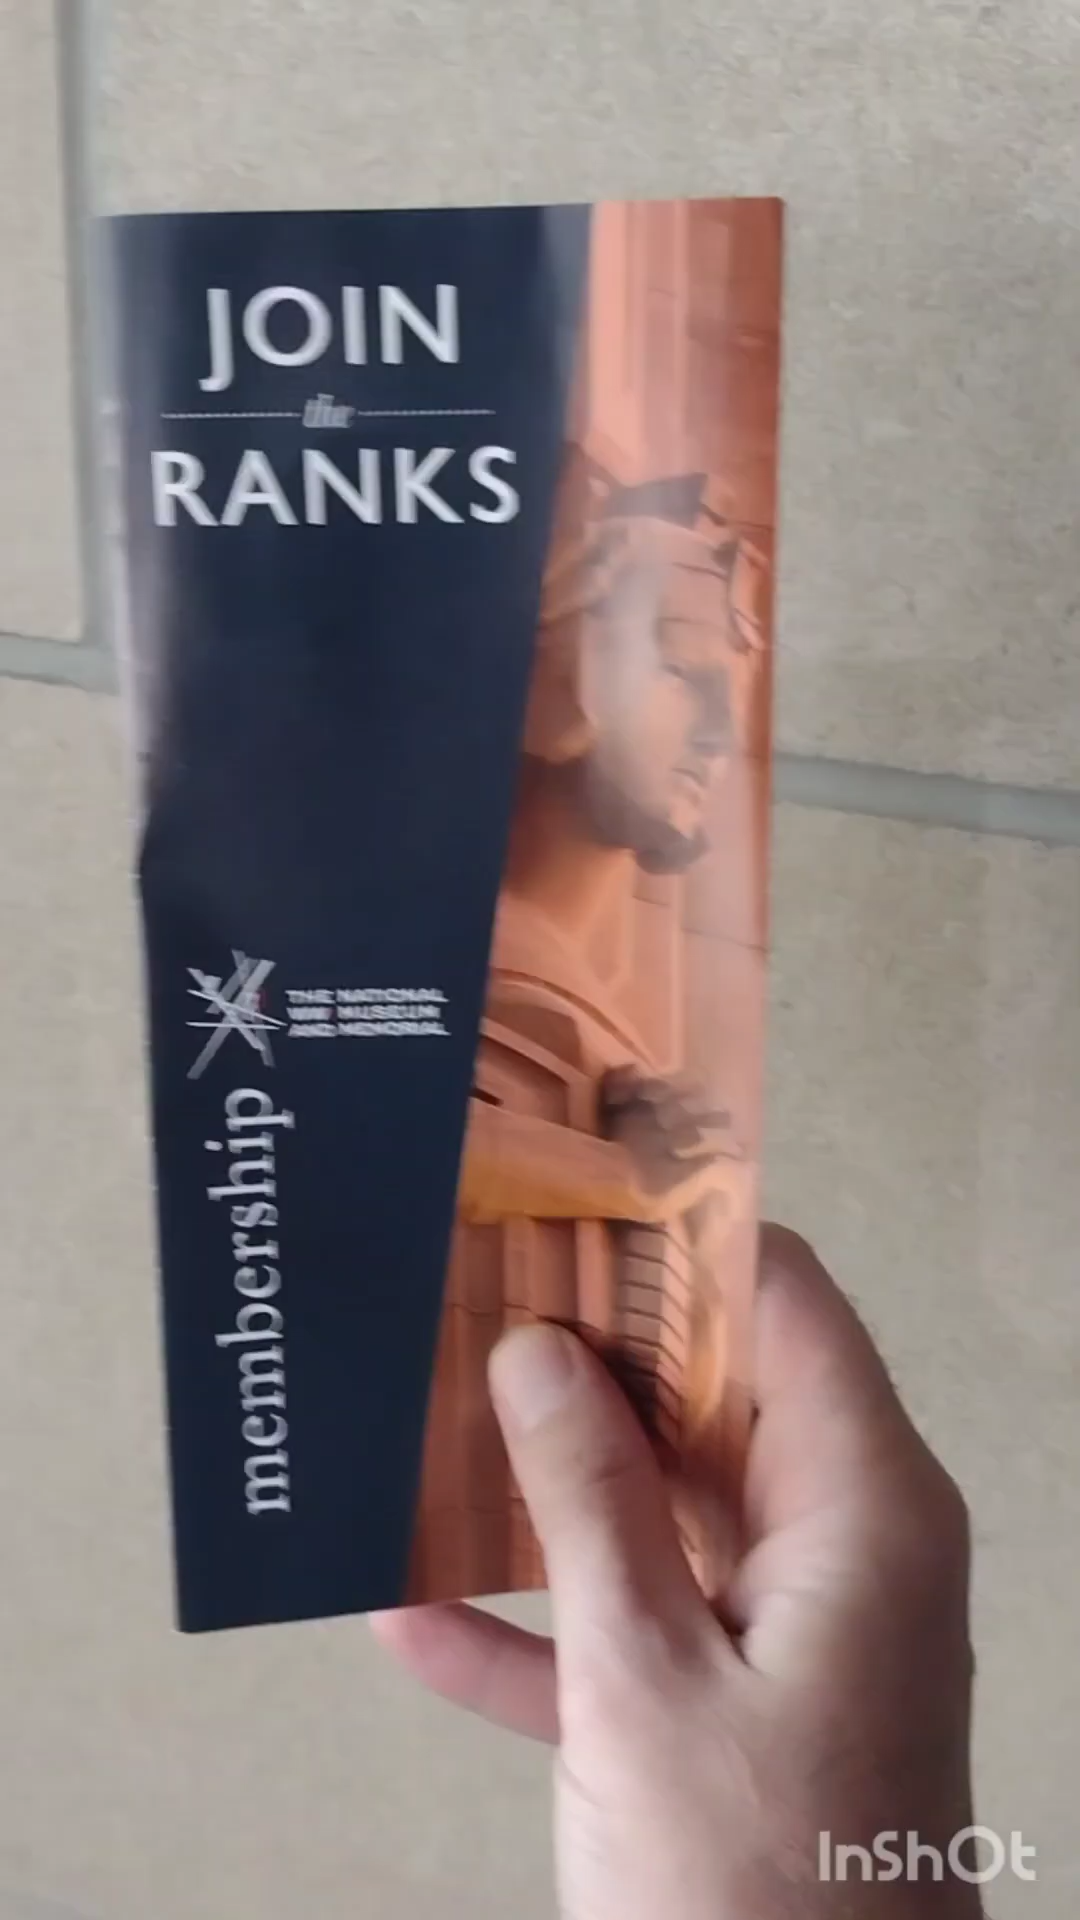 JOIN
the
RANKS
THE NATIONAL
WWI MUSEUM
AND MEMORIAL
membership
InShOt